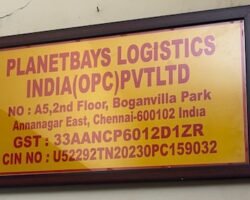 PLANETBAYS LOGISTICS
INDIA(OPC)PVTLTD
NO : A5,2nd Floor, Boganvilla Park
Annanagar East, Chennai-600102 India
GST : 33AANCP6012D1ZR
CIN NO : U52292TN2023OPC159032